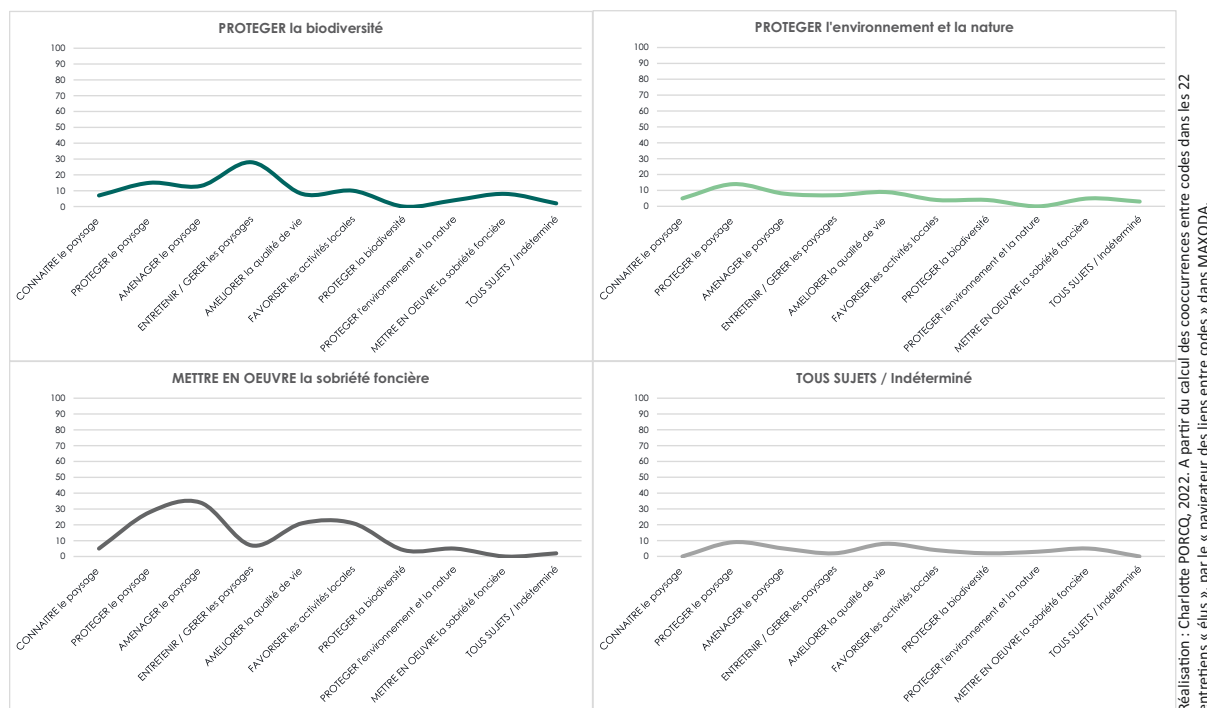 PROTEGER la biodiversité
100
90
80
70
60
50
40
30
20
10
0
CONNAITRE le paysage
PROTEGER le paysage
AMENAGER le paysage
ENTRETENIR / GERER les paysages
AMELIORER la qualité de vie
FAVORISER les activités locales
PROTEGER la biodiversité
PROTEGER l'environnement et la nature
METTRE EN OEUVRE la sobriété foncière
TOUS SUJETS / Indéterminé
PROTEGER l'environnement et la nature
100
90
80
70
60
50
40
30
20
10
0
CONNAITRE le paysage
PROTEGER le paysage
AMENAGER le paysage
ENTRETENIR / GERER les paysages
AMELIORER la qualité de vie
FAVORISER les activités locales
PROTEGER la biodiversité
PROTEGER l'environnement et la nature
METTRE EN OEUVRE la sobriété foncière
TOUS SUJETS / Indéterminé
METTRE EN OEUVRE la sobriété foncière
100
90
80
70
60
50
40
30
20
10
0
CONNAITRE le paysage
PROTEGER le paysage
AMENAGER le paysage
ENTRETENIR / GERER les paysages
AMELIORER la qualité de vie
FAVORISER les activités locales
PROTEGER la biodiversité
PROTEGER l'environnement et la nature
METTRE EN OEUVRE la sobriété foncière
TOUS SUJETS / Indéterminé
TOUS SUJETS / Indéterminé
100
90
80
70
60
50
40
30
20
10
0
CONNAITRE le paysage
PROTEGER le paysage
AMENAGER le paysage
ENTRETENIR / GERER les paysages
AMELIORER la qualité de vie
FAVORISER les activités locales
PROTEGER la biodiversité
PROTEGER l'environnement et la nature
METTRE EN OEUVRE la sobriété foncière
TOUS SUJETS / Indéterminé
Réalisation : Charlotte PORCQ, 2022. A partir du calcul des cooccurrences entre codes dans les 22
entretiens « élus », par le « navigateur des liens entre codes » dans MAXQDA.